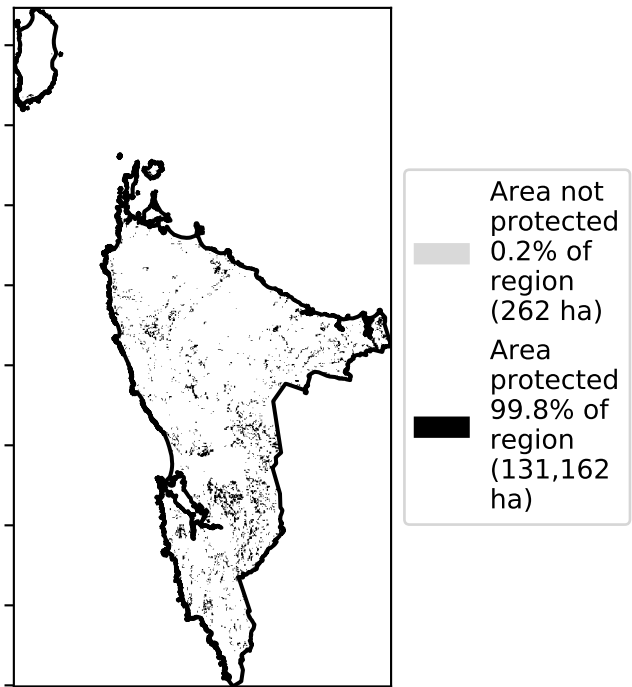 Area not
protected
0.2% of
region
(262 ha)
Area
protected
99.8% of
region
(131,162
ha)